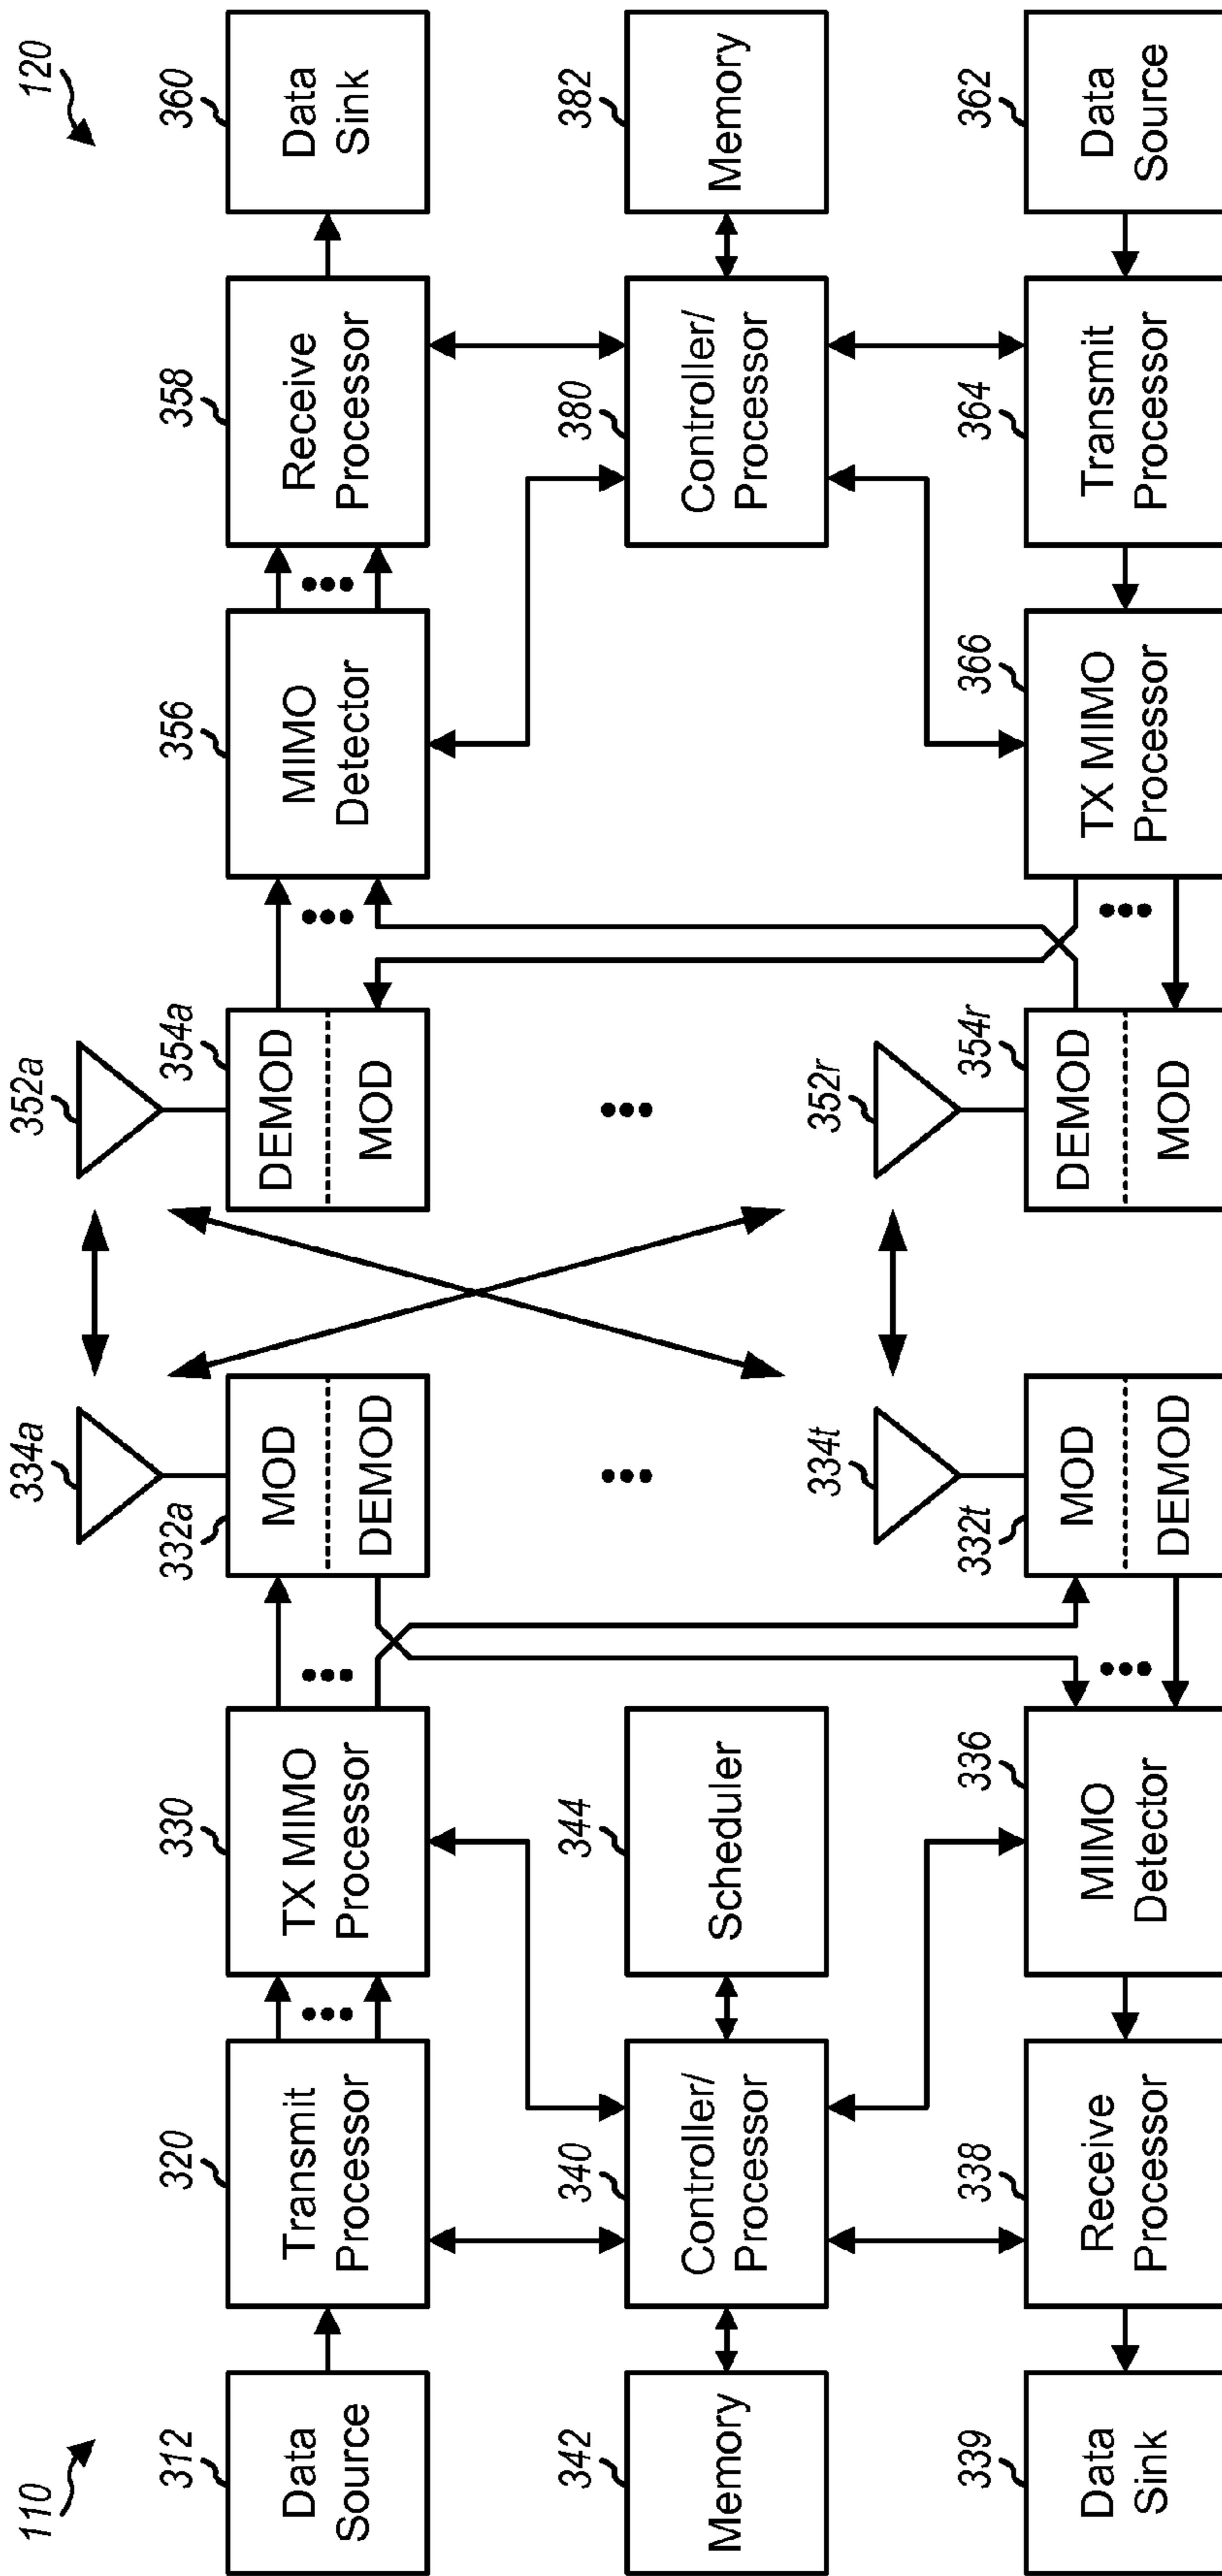 110
120
334a
352a
312
320
330
332a
354a
356
358
360
Data
Source
Transmit
Processor
TX MIMO
Processor
MOD
DEMOD
DEMOD
MOD
MIMO
Detector
Receive
Processor
Data
Sink
342
340
344
334t
352r
380
382
Memory
Controller/
Processor
Scheduler
Controller/
Processor
Memory
339
338
336
332t
354r
366
364
362
Data
Sink
Receive
Processor
MIMO
Detector
MOD
DEMOD
DEMOD
MOD
TX MIMO
Processor
Transmit
Processor
Data
Source